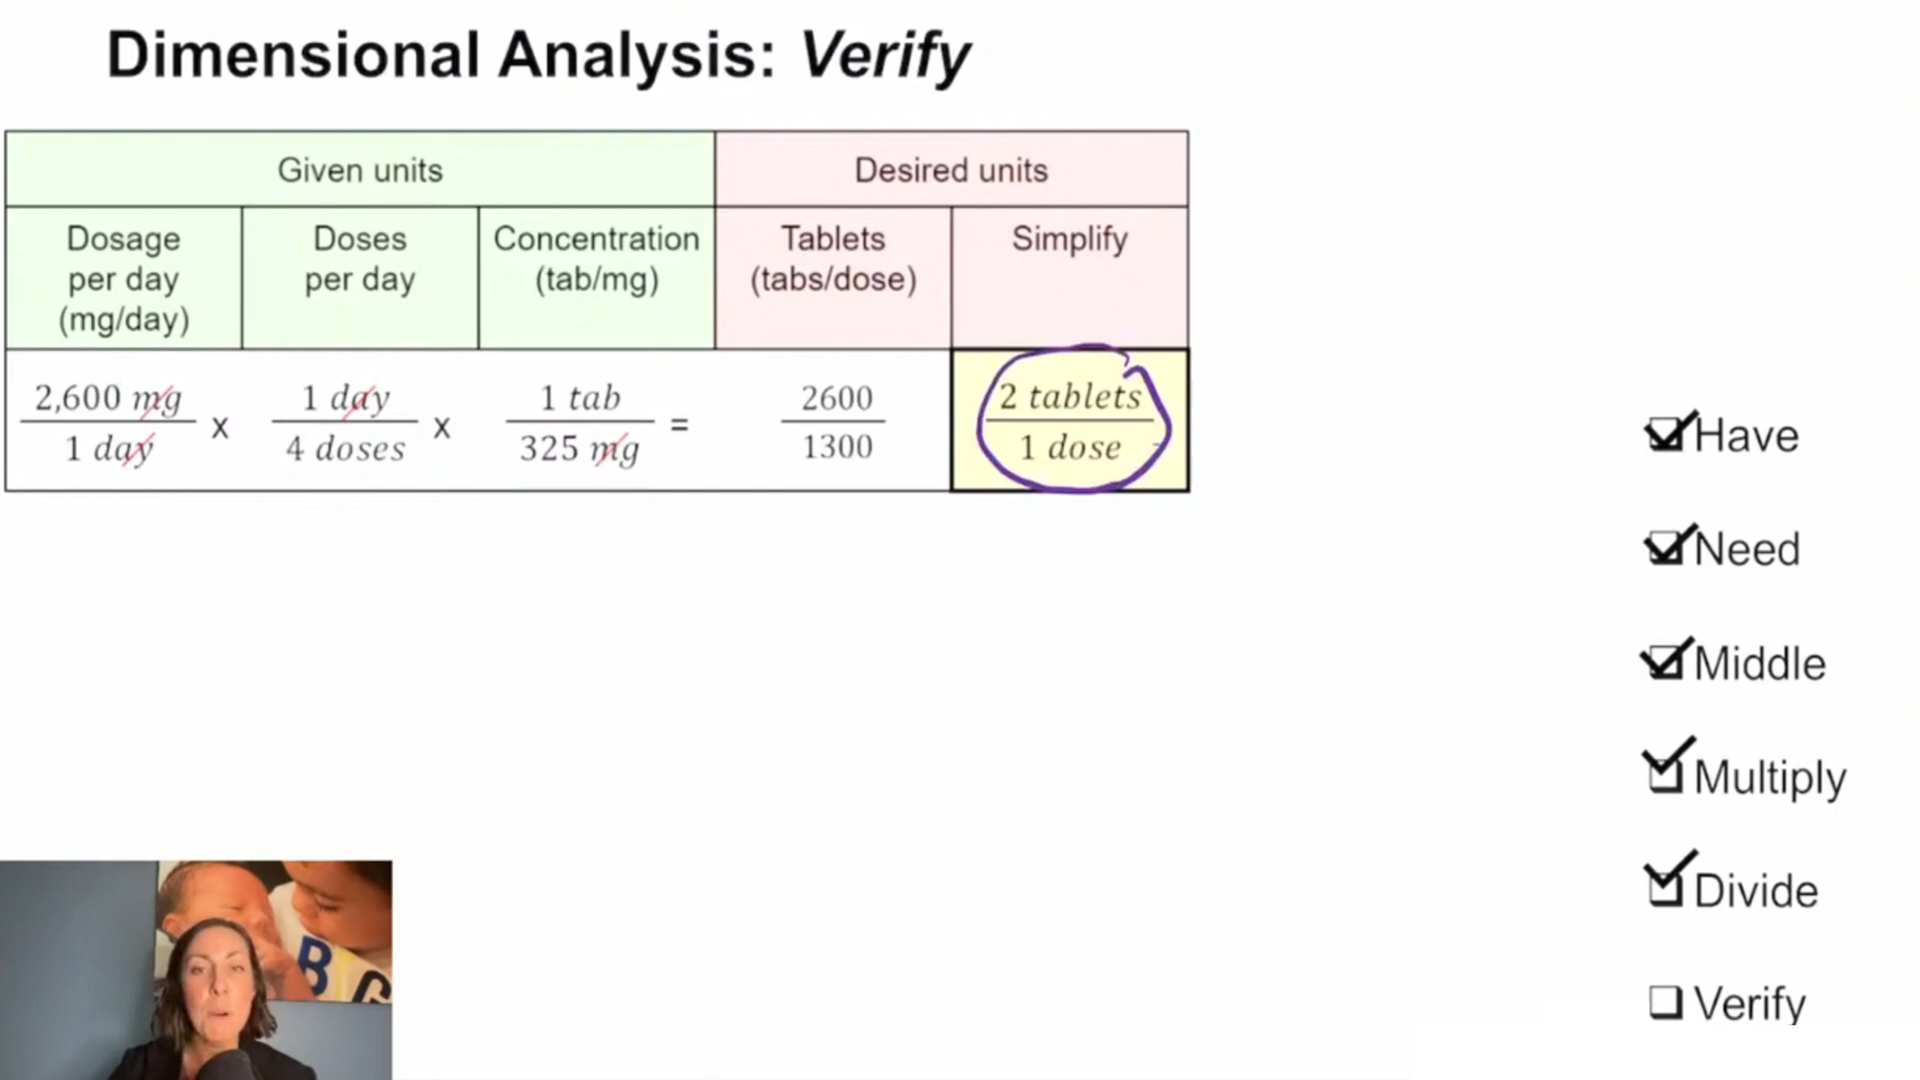 Dimensional Analysis: Verify
Given units
Desired units
Dosage
per day
(mg/day)
Doses
per day
Concentration
(tab/mg)
Tablets
(tabs/dose)
Simplify
2,600 mg
1 day
x
1 day
4 doses
x
1 tab
325 mg
=
2600
1300
2 tablets
1 dose
Have
Need
Middle
Multiply
Divide
Verify
B